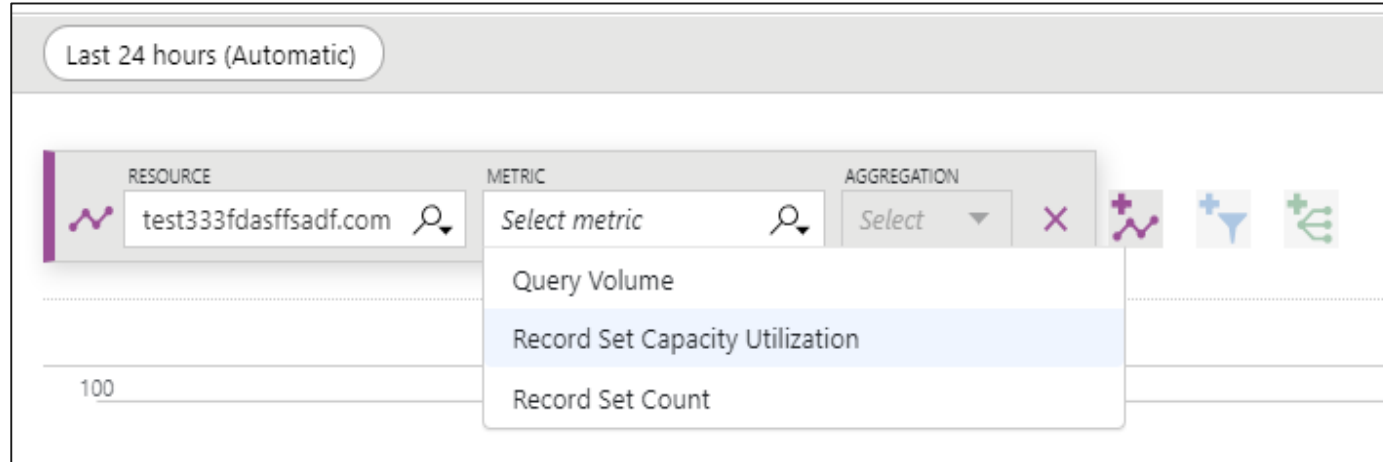 Last 24 hours (Automatic)
RESOURCE METRIC AGGREGATION
test333fdasffsadf.com Select metric Select
Query Volume
Record Set Capacity Utilization
100
Record Set Count